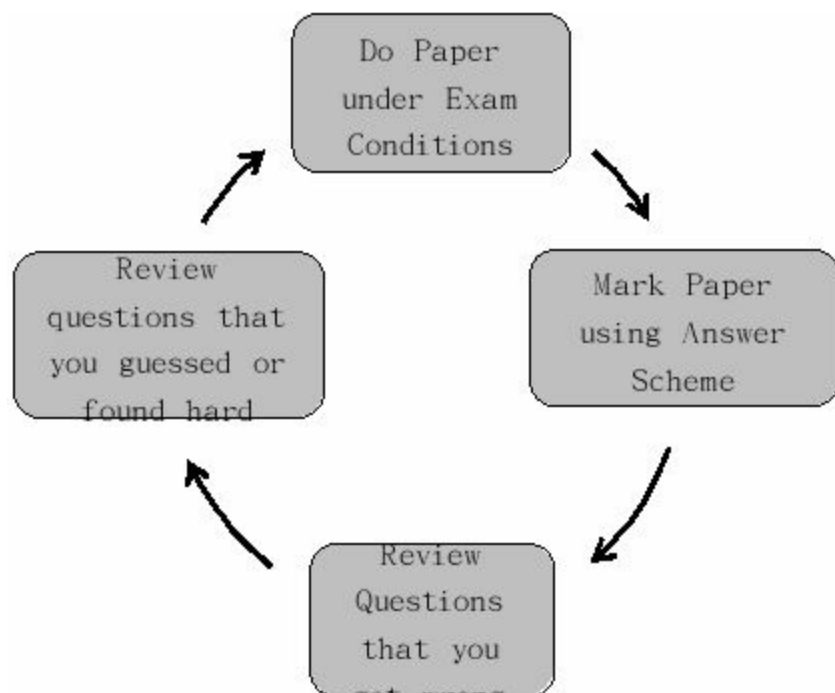 Do Paper
under Exam
Conditions
Mark Paper
using Answer
Scheme
Review
Questions
that you
Review
questions that
you guessed or
found hard